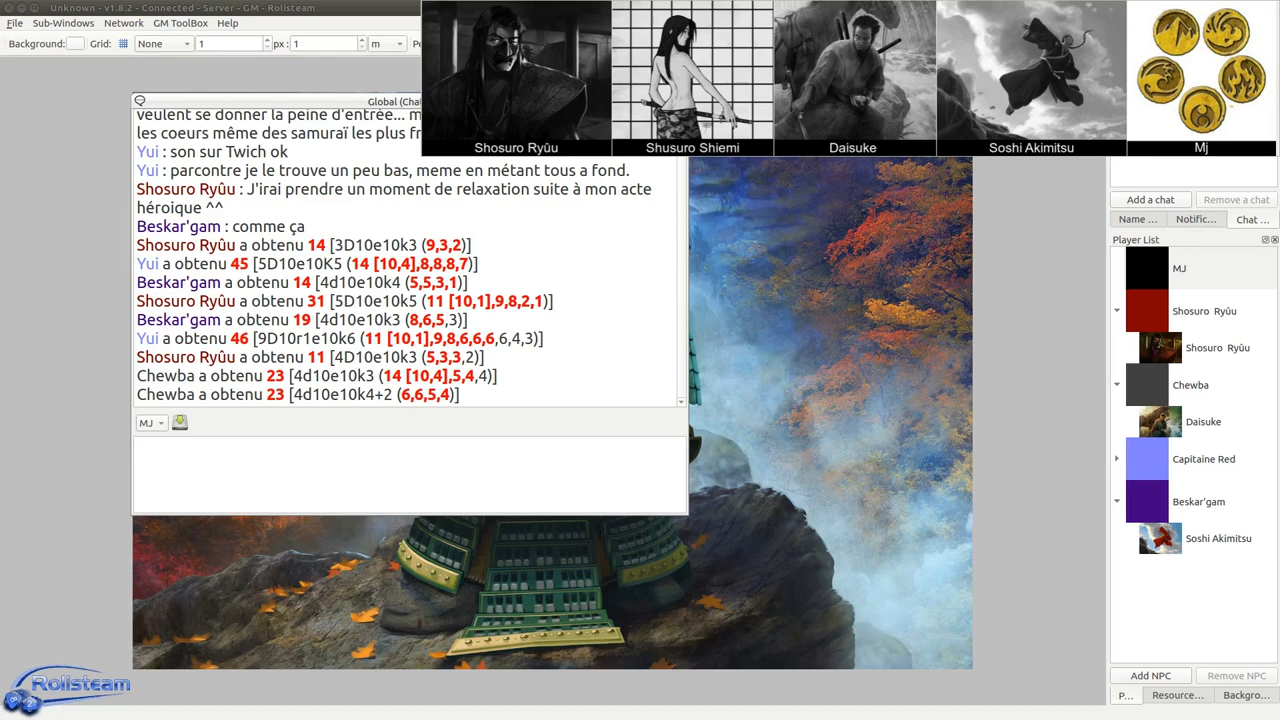 Unknown - v1.8.2 - Connected - Server - GM - Rolisteam
File Sub-Windows Network GM ToolBox Help
Background: Grid: None 1 px : 1 m
Shosuro Ryûu
Shusuro Shiemi
Daisuke
Soshi Akimitsu
Mj
Global (Cha
veulent se donner la peine d'entrée... m
les coeurs même des samuraï les plus fr
Yui : son sur Twich ok
Yui : parcontre je le trouve un peu bas, meme en métant tous a fond.
Shosuro Ryûu : J'irai prendre un moment de relaxation suite à mon acte
héroique ^^
Beskar'gam : comme ça
Shosuro Ryûu a obtenu 14 [3D10e10k3 (9,3,2)]
Yui a obtenu 45 [5D10e10K5 (14 [10,4],8,8,8,7)]
Beskar'gam a obtenu 14 [4d10e10k4 (5,5,3,1)]
Shosuro Ryûu a obtenu 31 [5D10e10k5 (11 [10,1],9,8,2,1)]
Beskar'gam a obtenu 19 [4d10e10k3 (8,6,5,3)]
Yui a obtenu 46 [9D10r1e10k6 (11 [10,1],9,8,6,6,6,6,4,3)]
Shosuro Ryûu a obtenu 11 [4D10e10k3 (5,3,3,2)]
Chewba a obtenu 23 [4d10e10k3 (14 [10,4],5,4,4)]
Chewba a obtenu 23 [4d10e10k4+2 (6,6,5,4)]
MJ
Add a chat Remove a chat
Name ... Notific... Chat ...
Player List
MJ
Shosuro Ryûu
Shosuro Ryûu
Chewba
Daisuke
Capitaine Red
Beskar'gam
Soshi Akimitsu
Add NPC Remove NPC
P... Resource... Backgro...
Rolisteam